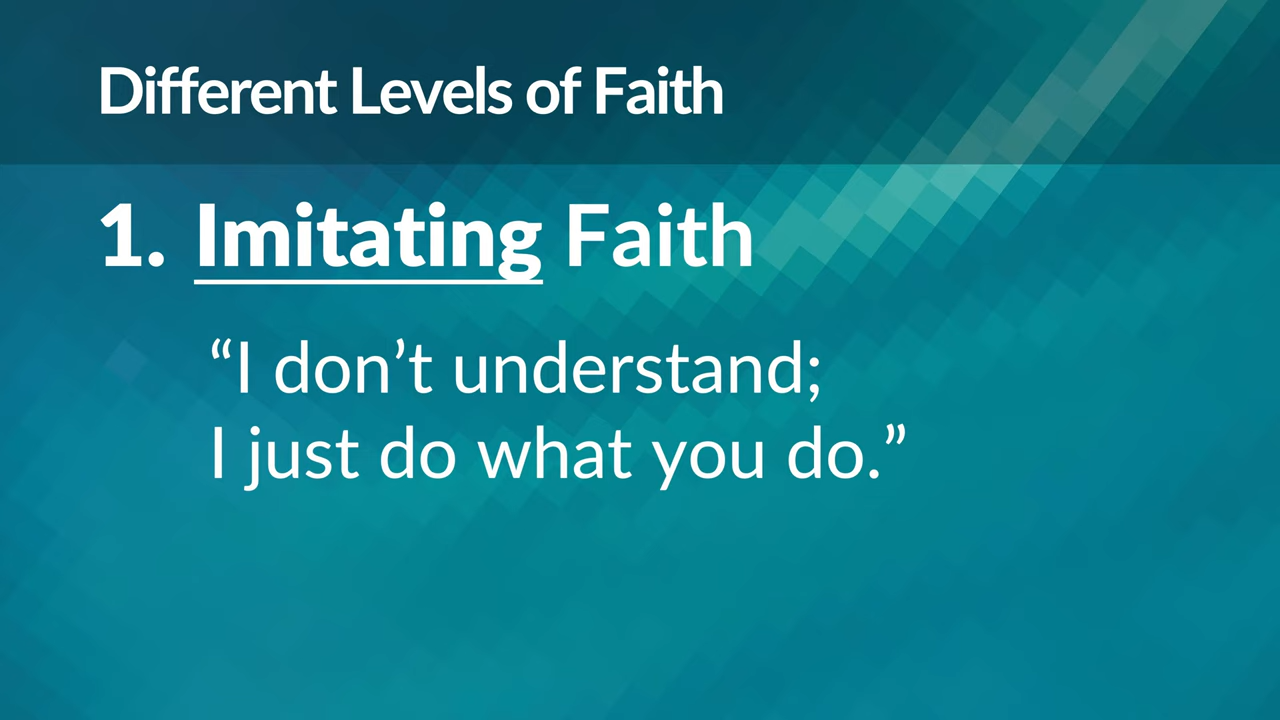 Different Levels of Faith
1. Imitating Faith
“I don’t understand;
I just do what you do.”